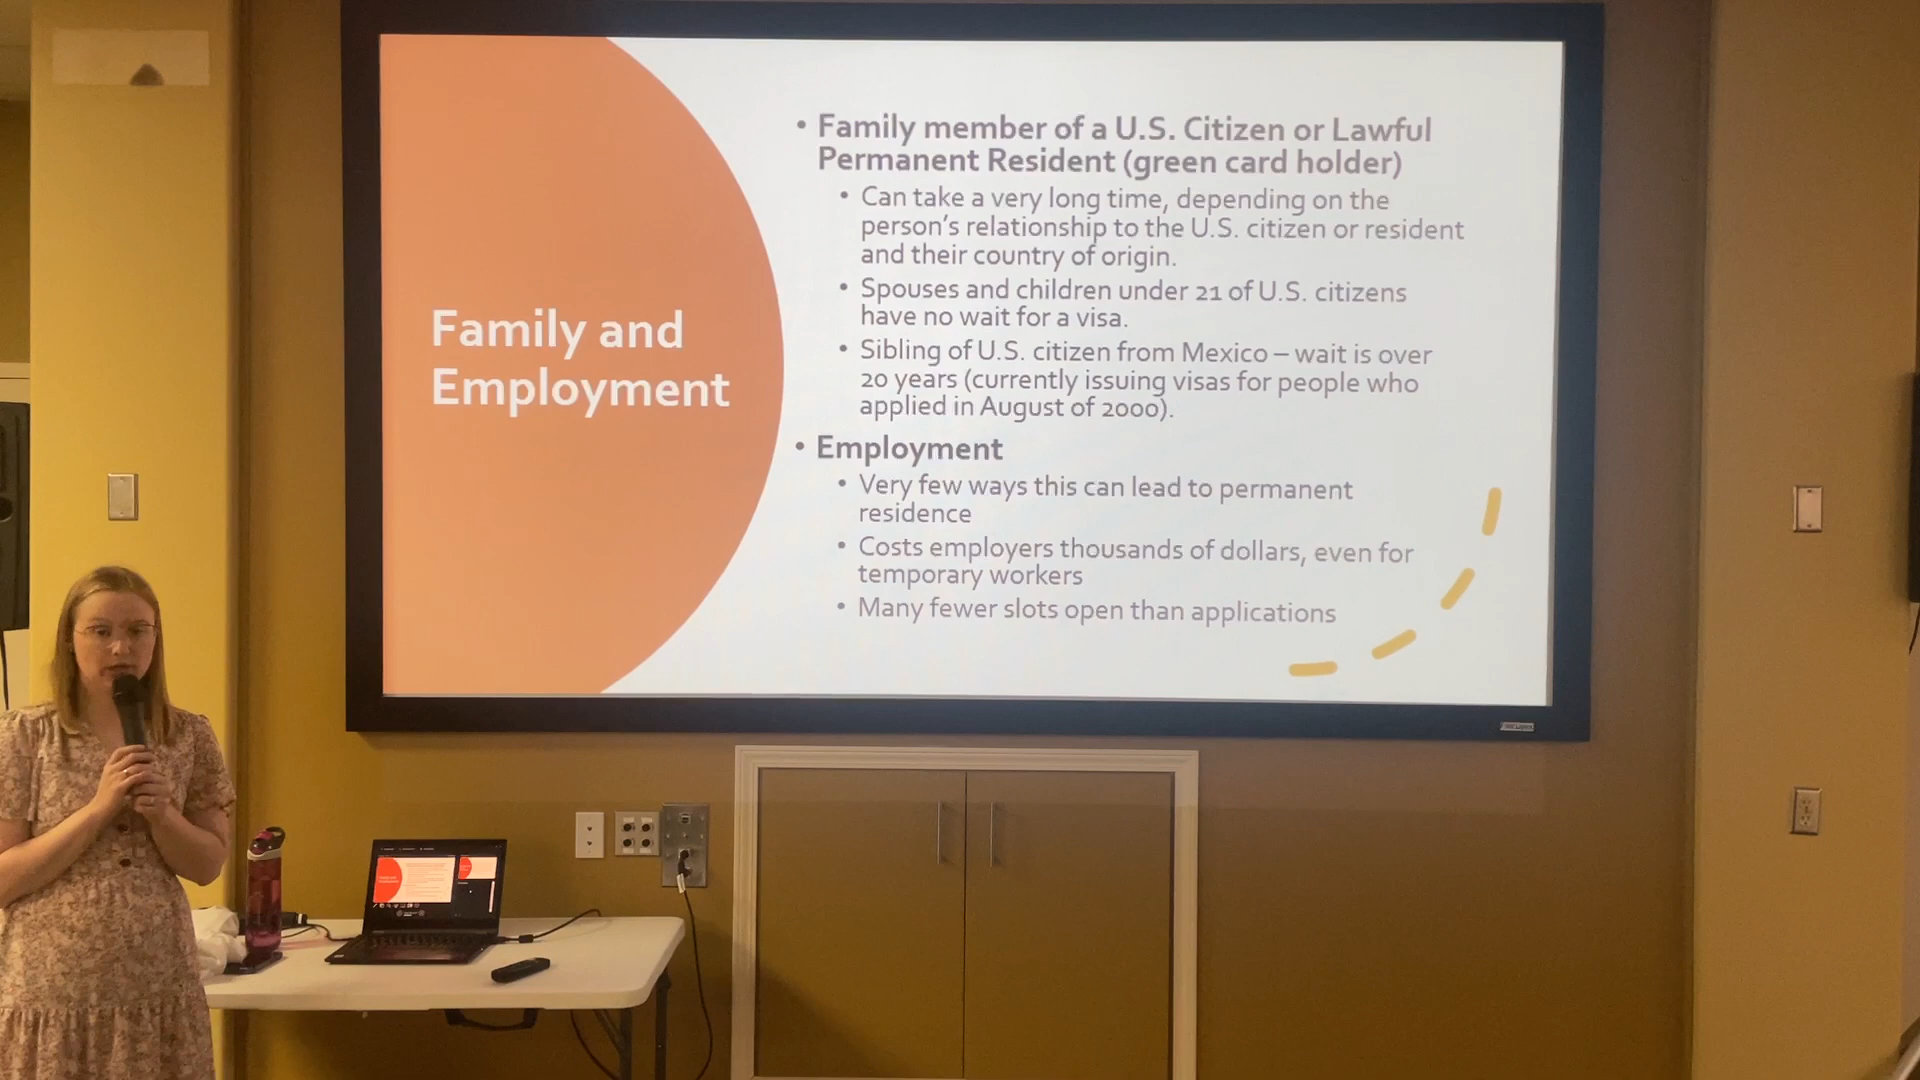 Family and
Employment
• Family member of a U.S. Citizen or Lawful
Permanent Resident (green card holder)
• Can take a very long time, depending on the
person's relationship to the U.S. citizen or resident
and their country of origin.
• Spouses and children under 21 of U.S. citizens
have no wait for a visa.
• Sibling of U.S. citizen from Mexico – wait is over
20 years (currently issuing visas for people who
applied in August of 2000).
• Employment
• Very few ways this can lead to permanent
residence
• Costs employers thousands of dollars, even for
temporary workers
• Many fewer slots open than applications